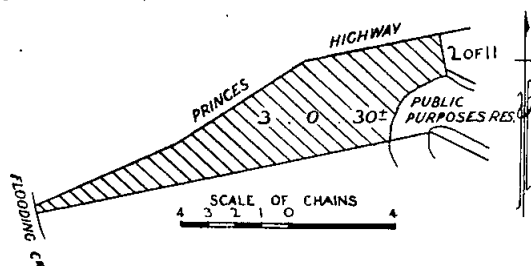 HIGHWAY
PRINCES
2 OF 11
3 . 0 . 30±
PUBLIC
PURPOSES RES.
SCALE OF CHAINS
4 3 2 1 0 4
FLOODING CK